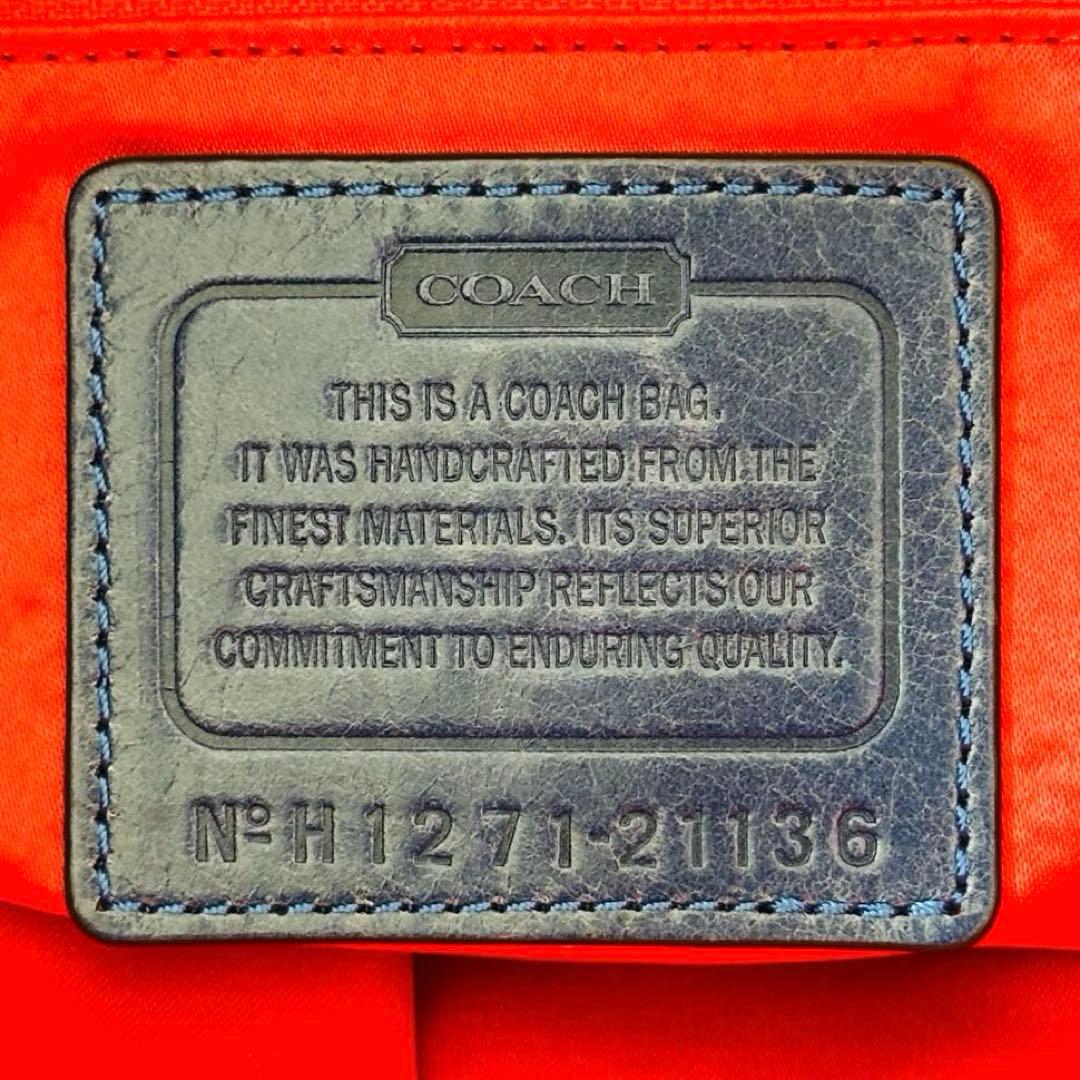 COACH
THIS IS A COACH BAG.
IT WAS HANDCRAFTED FROM THE
FINEST MATERIALS. ITS SUPERIOR
CRAFTSMANSHIP REFLECTS OUR
COMMITMENT TO ENDURING QUALITY.
Nº H1271-21136